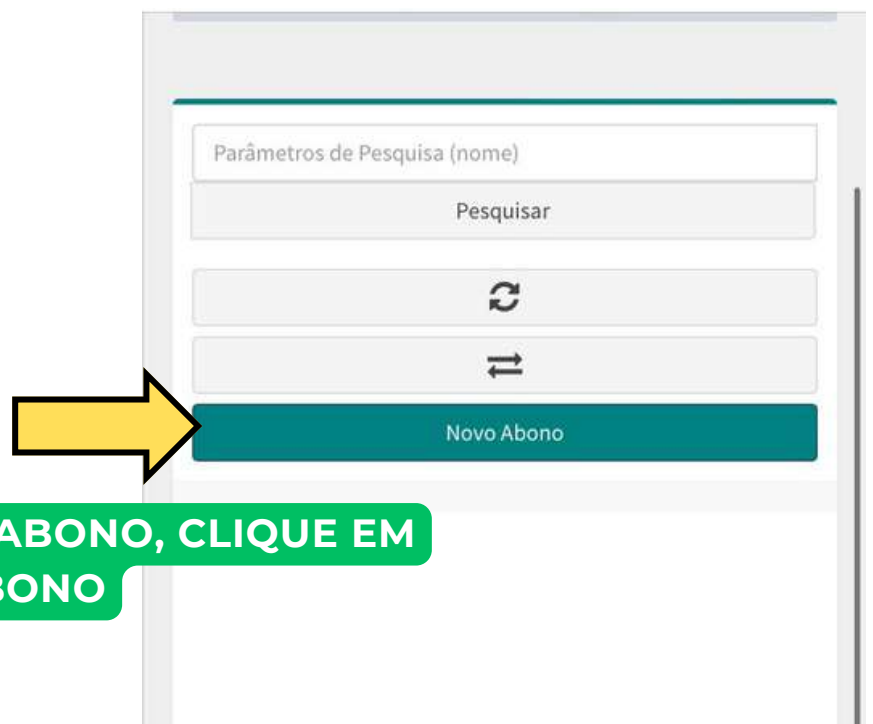 Parâmetros de Pesquisa (nome)
Pesquisar
Novo Abono
ABONO, CLIQUE EM
BONO